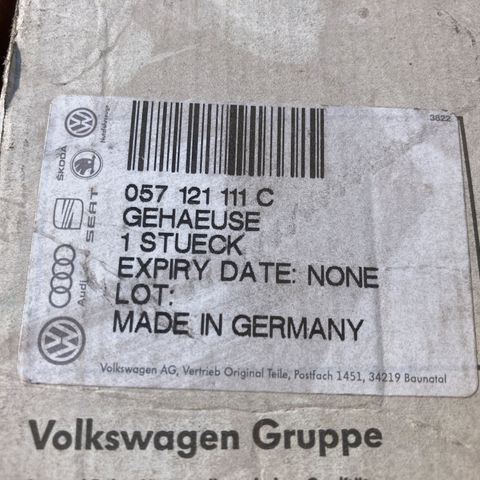 3822
057 121 111 C
GEHAEUSE
1 STUECK
EXPIRY DATE: NONE
LOT:
MADE IN GERMANY
Nutzfahrzeuge
ŠKODA
SEAT
Audi
Volkswagen AG, Vertrieb Original Teile, Postfach 1451, 34219 Baunatal
Volkswagen Gruppe